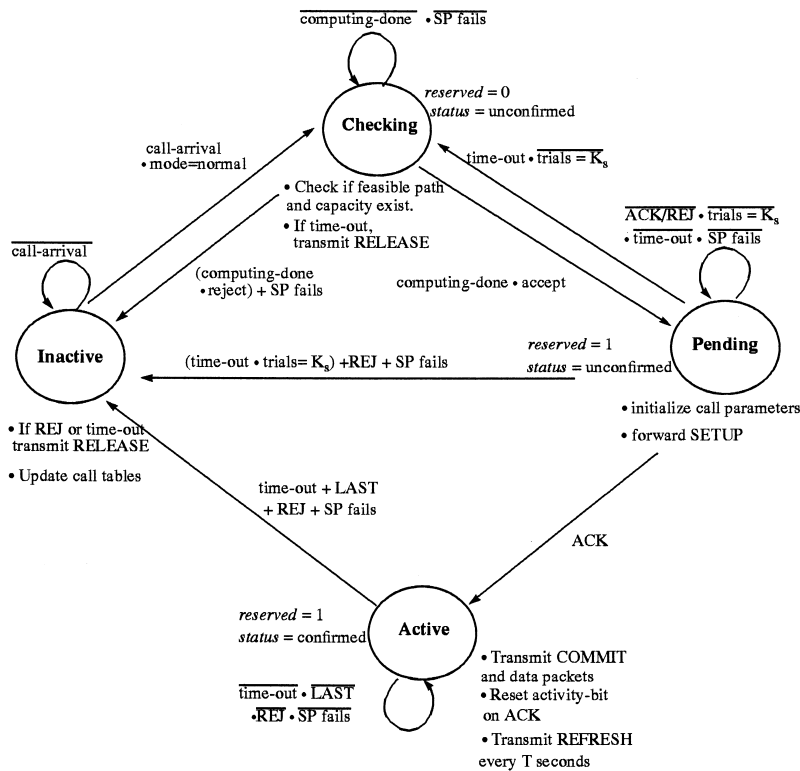 computing-done • SP fails
reserved = 0
status = unconfirmed
Checking
call-arrival
• mode=normal
time-out • trials = Ks
• Check if feasible path
and capacity exist.
• If time-out,
transmit RELEASE
ACK/REJ • trials = Ks
• time-out • SP fails
call-arrival
(computing-done
• reject) + SP fails
computing-done • accept
Inactive
(time-out • trials= Ks) +REJ + SP fails
reserved = 1
status = unconfirmed
Pending
• If REJ or time-out
transmit RELEASE
• Update call tables
• initialize call parameters
• forward SETUP
time-out + LAST
+ REJ + SP fails
ACK
reserved = 1
status = confirmed
Active
time-out • LAST
•REJ • SP fails
• Transmit COMMIT
and data packets
• Reset activity-bit
on ACK
• Transmit REFRESH
every T seconds